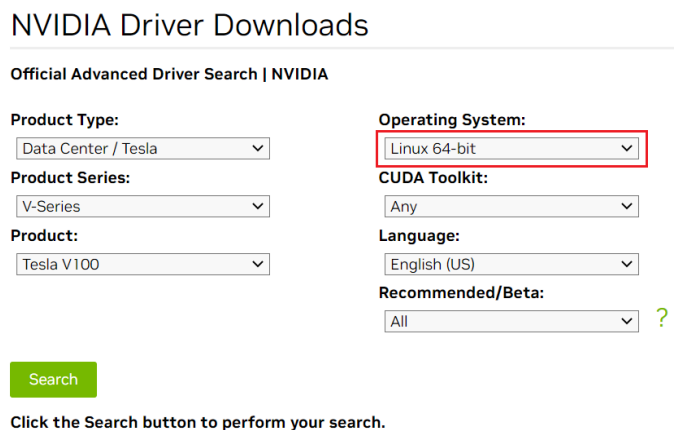 NVIDIA Driver Downloads
Official Advanced Driver Search | NVIDIA
Product Type:
Data Center / Tesla
Product Series:
V-Series
Product:
Tesla V100
Operating System:
Linux 64-bit
CUDA Toolkit:
Any
Language:
English (US)
Recommended/Beta:
All
?
Search
Click the Search button to perform your search.